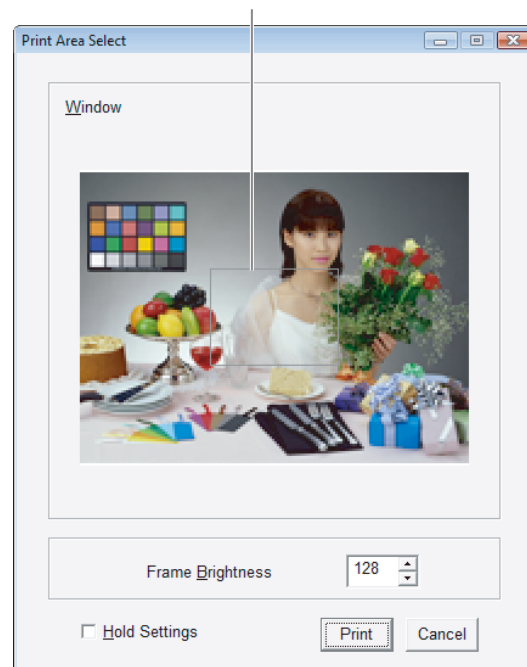 Print Area Select
Window
Frame Brightness
128
Hold Settings
Print
Cancel